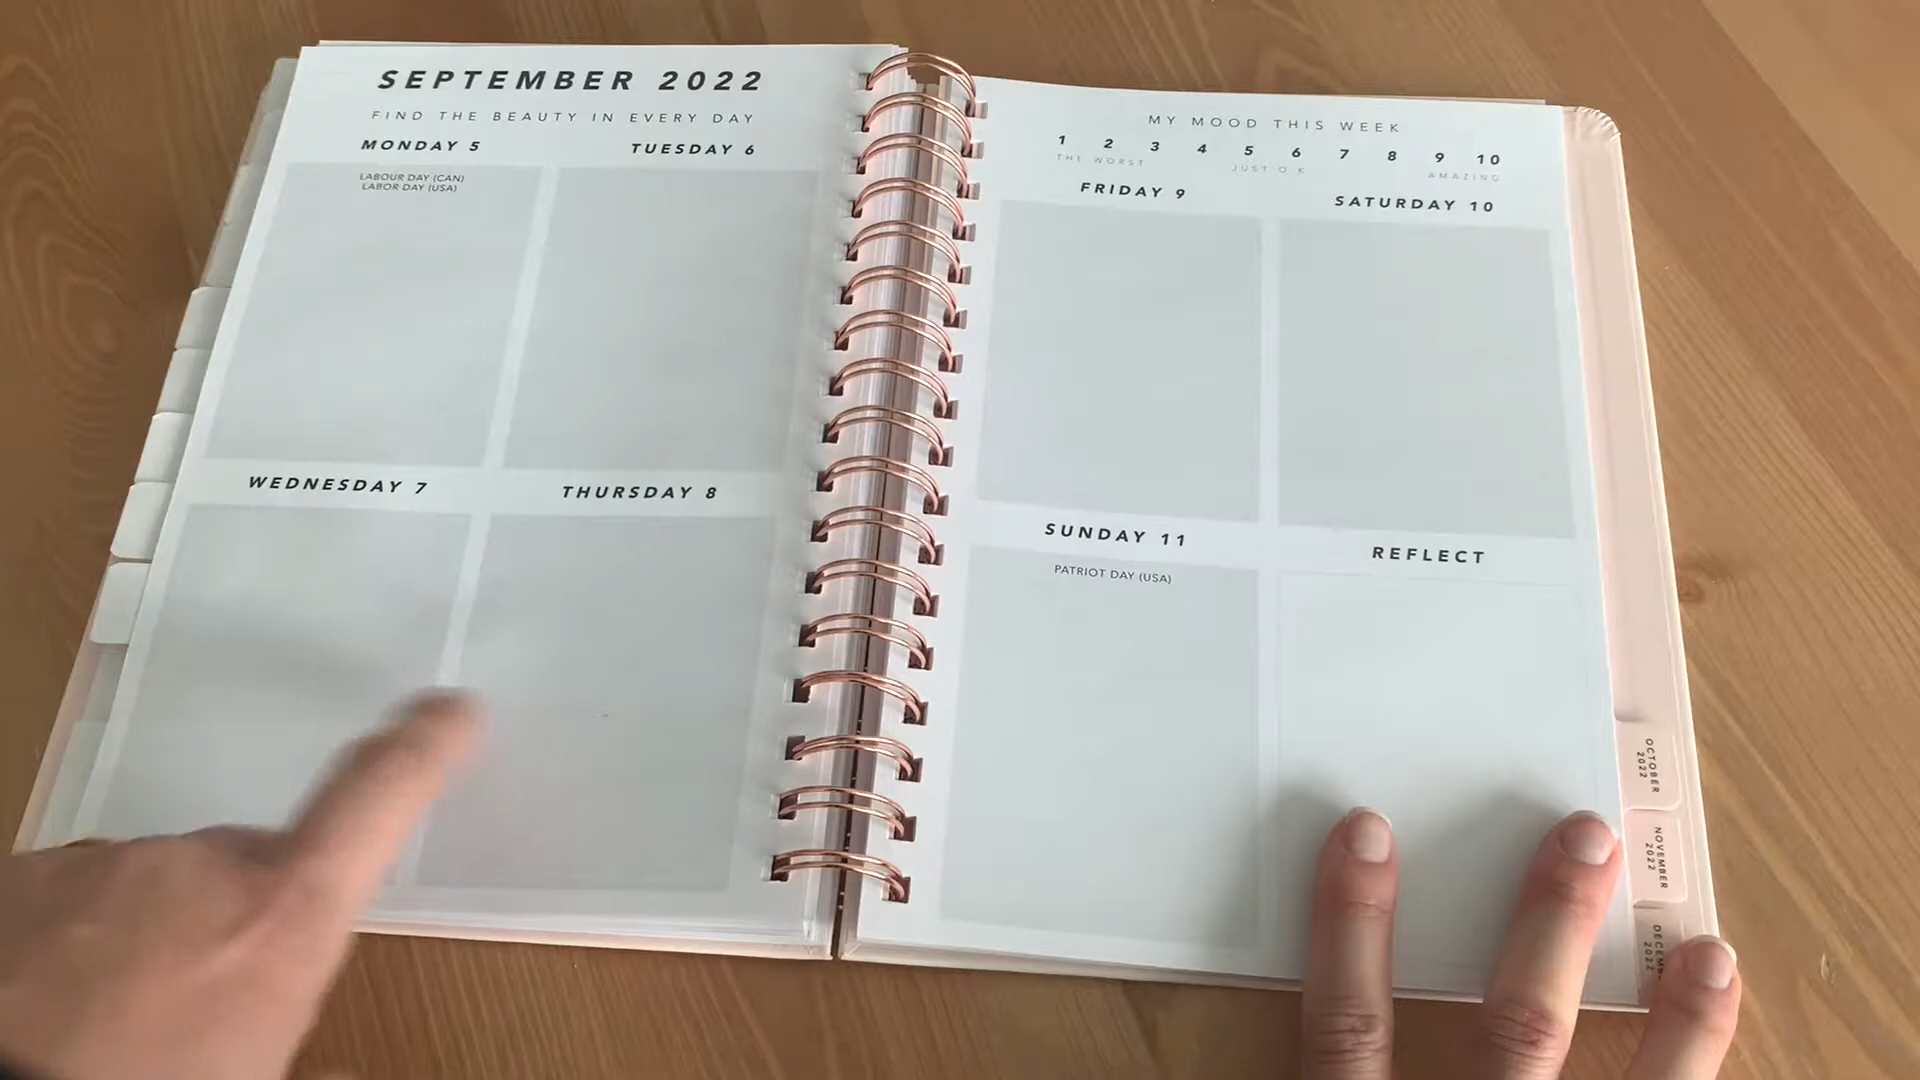 SEPTEMBER 2022
FIND THE BEAUTY IN EVERY DAY
MONDAY 5
TUESDAY 6
LABOUR DAY (CAN)
LABOR DAY (USA)
WEDNESDAY 7
THURSDAY 8
MY MOOD THIS WEEK
1 2 3 4 5 6 7 8 9 10
THE WORST
JUST O K
AMAZING
FRIDAY 9
SATURDAY 10
SUNDAY 11
REFLECT
PATRIOT DAY (USA)
OCTOBER
2022
NOVEMBER
2022
2022